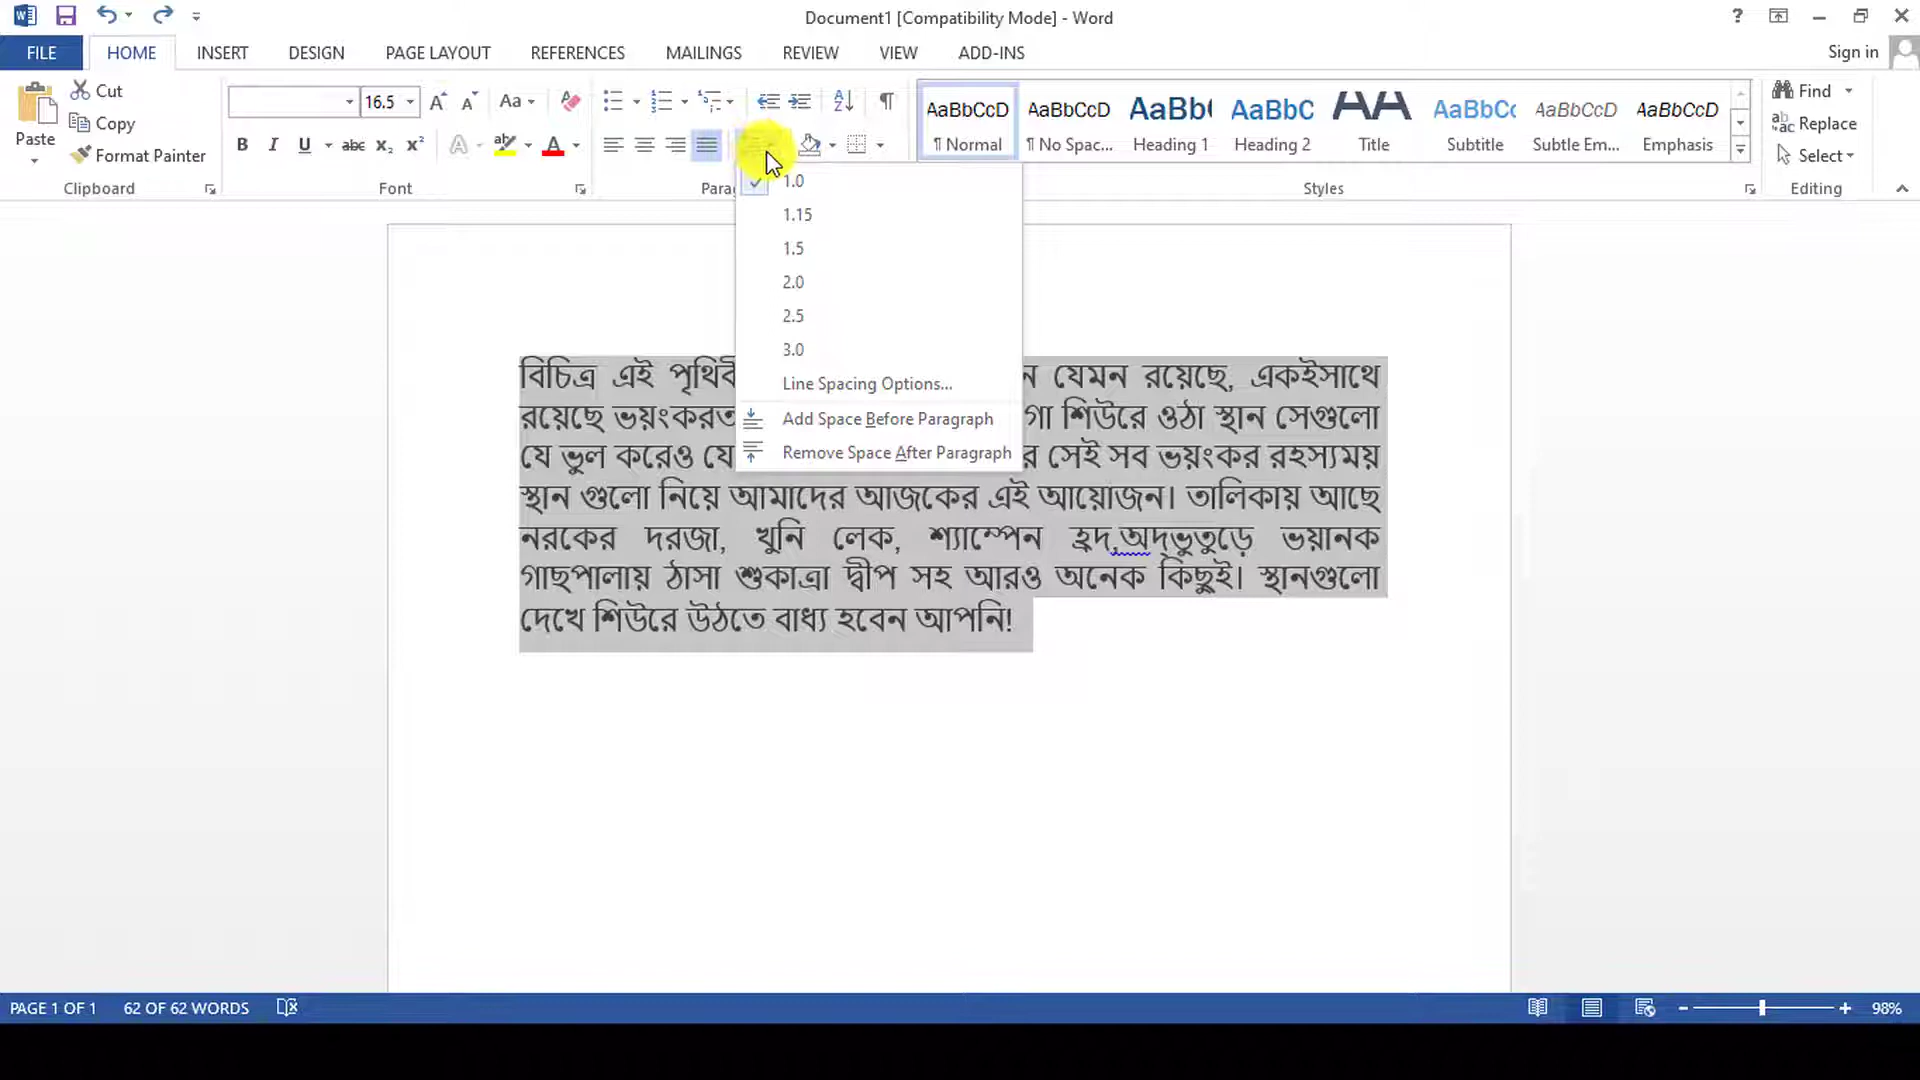 Document1 [Compatibility Mode] - Word
FILE HOME INSERT DESIGN PAGE LAYOUT REFERENCES MAILINGS REVIEW VIEW ADD-INS Sign in
Cut
Copy
Format Painter
Paste
Clipboard
16.5
Aa
Font
Parag
AaBbCcD AaBbCcD AaBb( AaBbC AA AaBbCc AaBbCcD AaBbCcD
¶ Normal ¶ No Spac... Heading 1 Heading 2 Title Subtitle Subtle Em... Emphasis
Styles
Find
Replace
Select
Editing
1.0
1.15
1.5
2.0
2.5
3.0
Line Spacing Options...
Add Space Before Paragraph
Remove Space After Paragraph
বিচিত্র এই পৃথিবী ন যেমন রয়েছে, একইসাথে
রয়েছে ভয়ংকরত গা শিউরে ওঠা স্থান সেগুলো
যে ভুল করেও যে র সেই সব ভয়ংকর রহস্যময়
স্থান গুলো নিয়ে আমাদের আজকের এই আয়োজন। তালিকায় আছে
নরকের দরজা, খুনি লেক, শ্যাম্পেন হ্রদ,অদ্ভুতুড়ে ভয়ানক
গাছপালায় ঠাসা শুকাত্রা দ্বীপ সহ আরও অনেক কিছুই। স্থানগুলো
দেখে শিউরে উঠতে বাধ্য হবেন আপনি!
PAGE 1 OF 1 62 OF 62 WORDS 98%